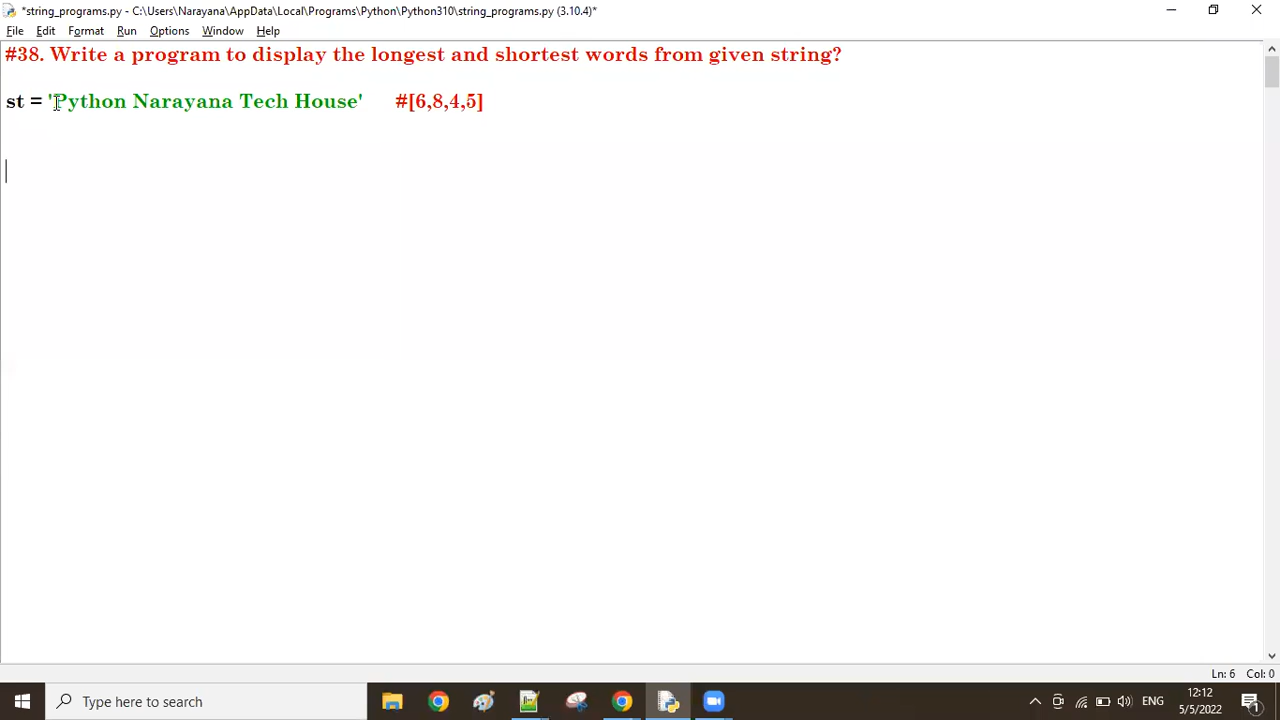 *string_programs.py - C:\Users\Narayana\AppData\Local\Programs\Python\Python310\string_programs.py (3.10.4)*
File Edit Format Run Options Window Help
#38. Write a program to display the longest and shortest words from given string?
st = 'Python Narayana Tech House' #[6,8,4,5]
Ln: 6 Col: 0
Type here to search
ENG
12:12
5/5/2022
1